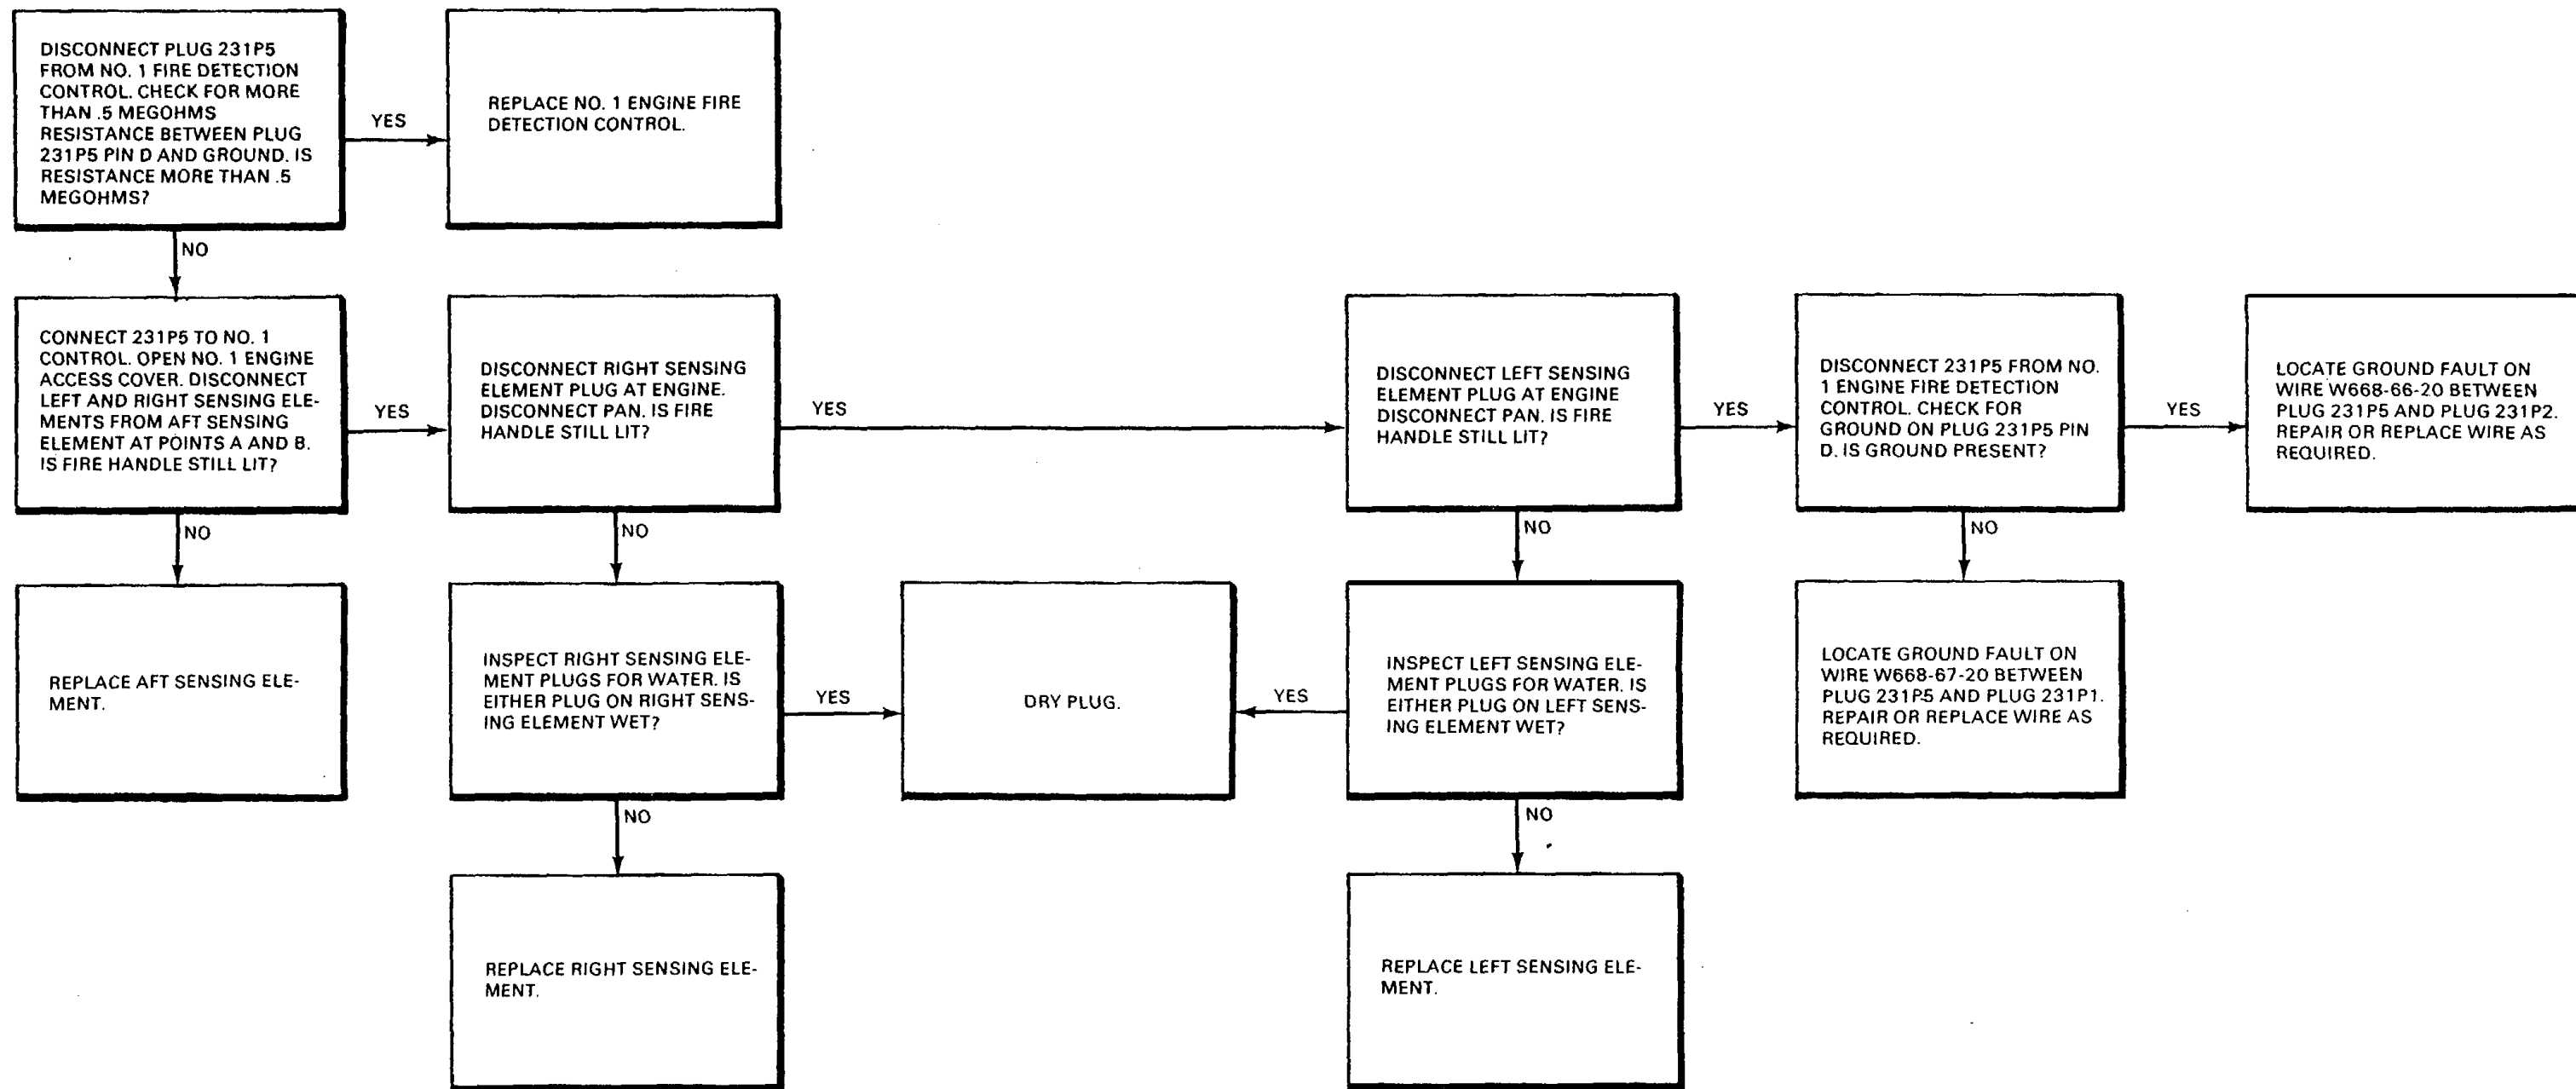 DISCONNECT PLUG 231P5
FROM NO. 1 FIRE DETECTION
CONTROL. CHECK FOR MORE
THAN .5 MEGOHMS
RESISTANCE BETWEEN PLUG
231P5 PIN D AND GROUND. IS
RESISTANCE MORE THAN .5
MEGOHMS?
YES
REPLACE NO. 1 ENGINE FIRE
DETECTION CONTROL.
NO
CONNECT 231P5 TO NO. 1
CONTROL. OPEN NO. 1 ENGINE
ACCESS COVER. DISCONNECT
LEFT AND RIGHT SENSING ELE-
MENTS FROM AFT SENSING
ELEMENT AT POINTS A AND B.
IS FIRE HANDLE STILL LIT?
YES
DISCONNECT RIGHT SENSING
ELEMENT PLUG AT ENGINE.
DISCONNECT PAN. IS FIRE
HANDLE STILL LIT?
YES
DISCONNECT LEFT SENSING
ELEMENT PLUG AT ENGINE
DISCONNECT PAN. IS FIRE
HANDLE STILL LIT?
YES
DISCONNECT 231P5 FROM NO.
1 ENGINE FIRE DETECTION
CONTROL. CHECK FOR
GROUND ON PLUG 231P5 PIN
D. IS GROUND PRESENT?
YES
LOCATE GROUND FAULT ON
WIRE W668-66-20 BETWEEN
PLUG 231P5 AND PLUG 231P2.
REPAIR OR REPLACE WIRE AS
REQUIRED.
NO
NO
NO
NO
REPLACE AFT SENSING ELE-
MENT.
INSPECT RIGHT SENSING ELE-
MENT PLUGS FOR WATER. IS
EITHER PLUG ON RIGHT SENS-
ING ELEMENT WET?
YES
DRY PLUG.
YES
INSPECT LEFT SENSING ELE-
MENT PLUGS FOR WATER. IS
EITHER PLUG ON LEFT SENS-
ING ELEMENT WET?
LOCATE GROUND FAULT ON
WIRE W668-67-20 BETWEEN
PLUG 231P5 AND PLUG 231P1.
REPAIR OR REPLACE WIRE AS
REQUIRED.
NO
NO
REPLACE RIGHT SENSING ELE-
MENT.
REPLACE LEFT SENSING ELE-
MENT.